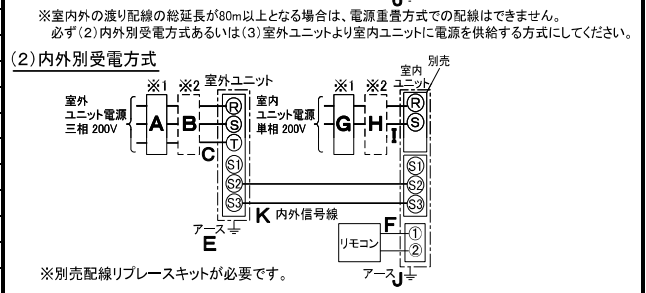 ※室内外の渡り配線の総延長が80m以上となる場合は、電源重畳方式での配線はできません。
必ず(2)内外別受電方式あるいは(3)室外ユニットより室内ユニットに電源を供給する方式にしてください。
(2)内外別受電方式
室外ユニット
※1 ※2
室外
ユニット電源
三相 200V
A B C
R
S
T
S1
S2
S3
アース
E
K 内外信号線
別売
室内
ユニット
※1 ※2
室内
ユニット電源
単相 200V
G H I
R
S
S1
S2
S3
F
リモコン
①
②
アース J
※別売配線リプレースキットが必要です。